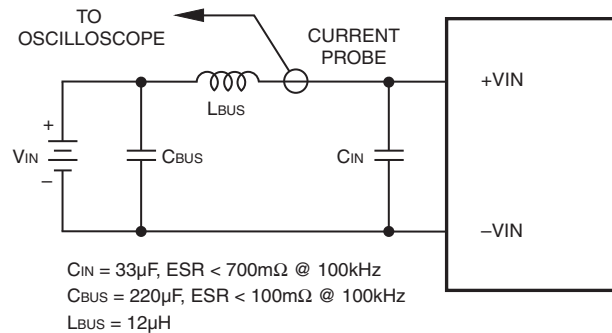 TO
OSCILLOSCOPE
CURRENT
PROBE
+VIN
LBUS
+
VIN
–
CBUS
CIN
–VIN
CIN = 33µF, ESR < 700mΩ @ 100kHz
CBUS = 220µF, ESR < 100mΩ @ 100kHz
LBUS = 12µH